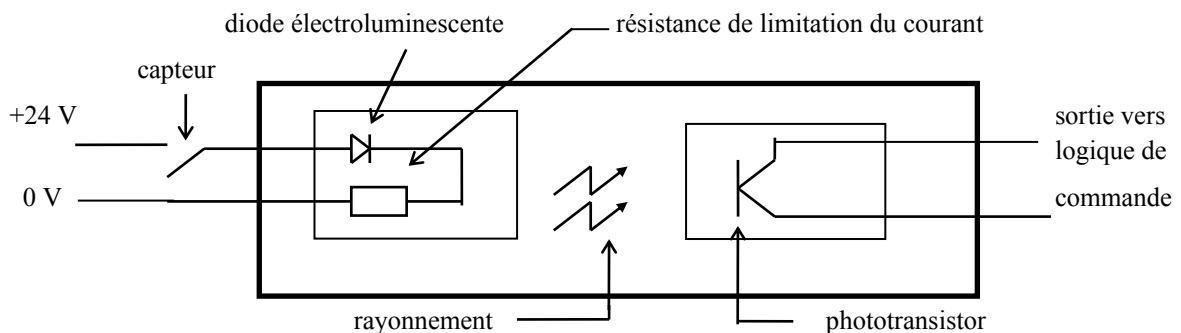 diode électroluminescente
résistance de limitation du courant
capteur
+24 V
sortie vers
logique de
0 V
commande
rayonnement
phototransistor